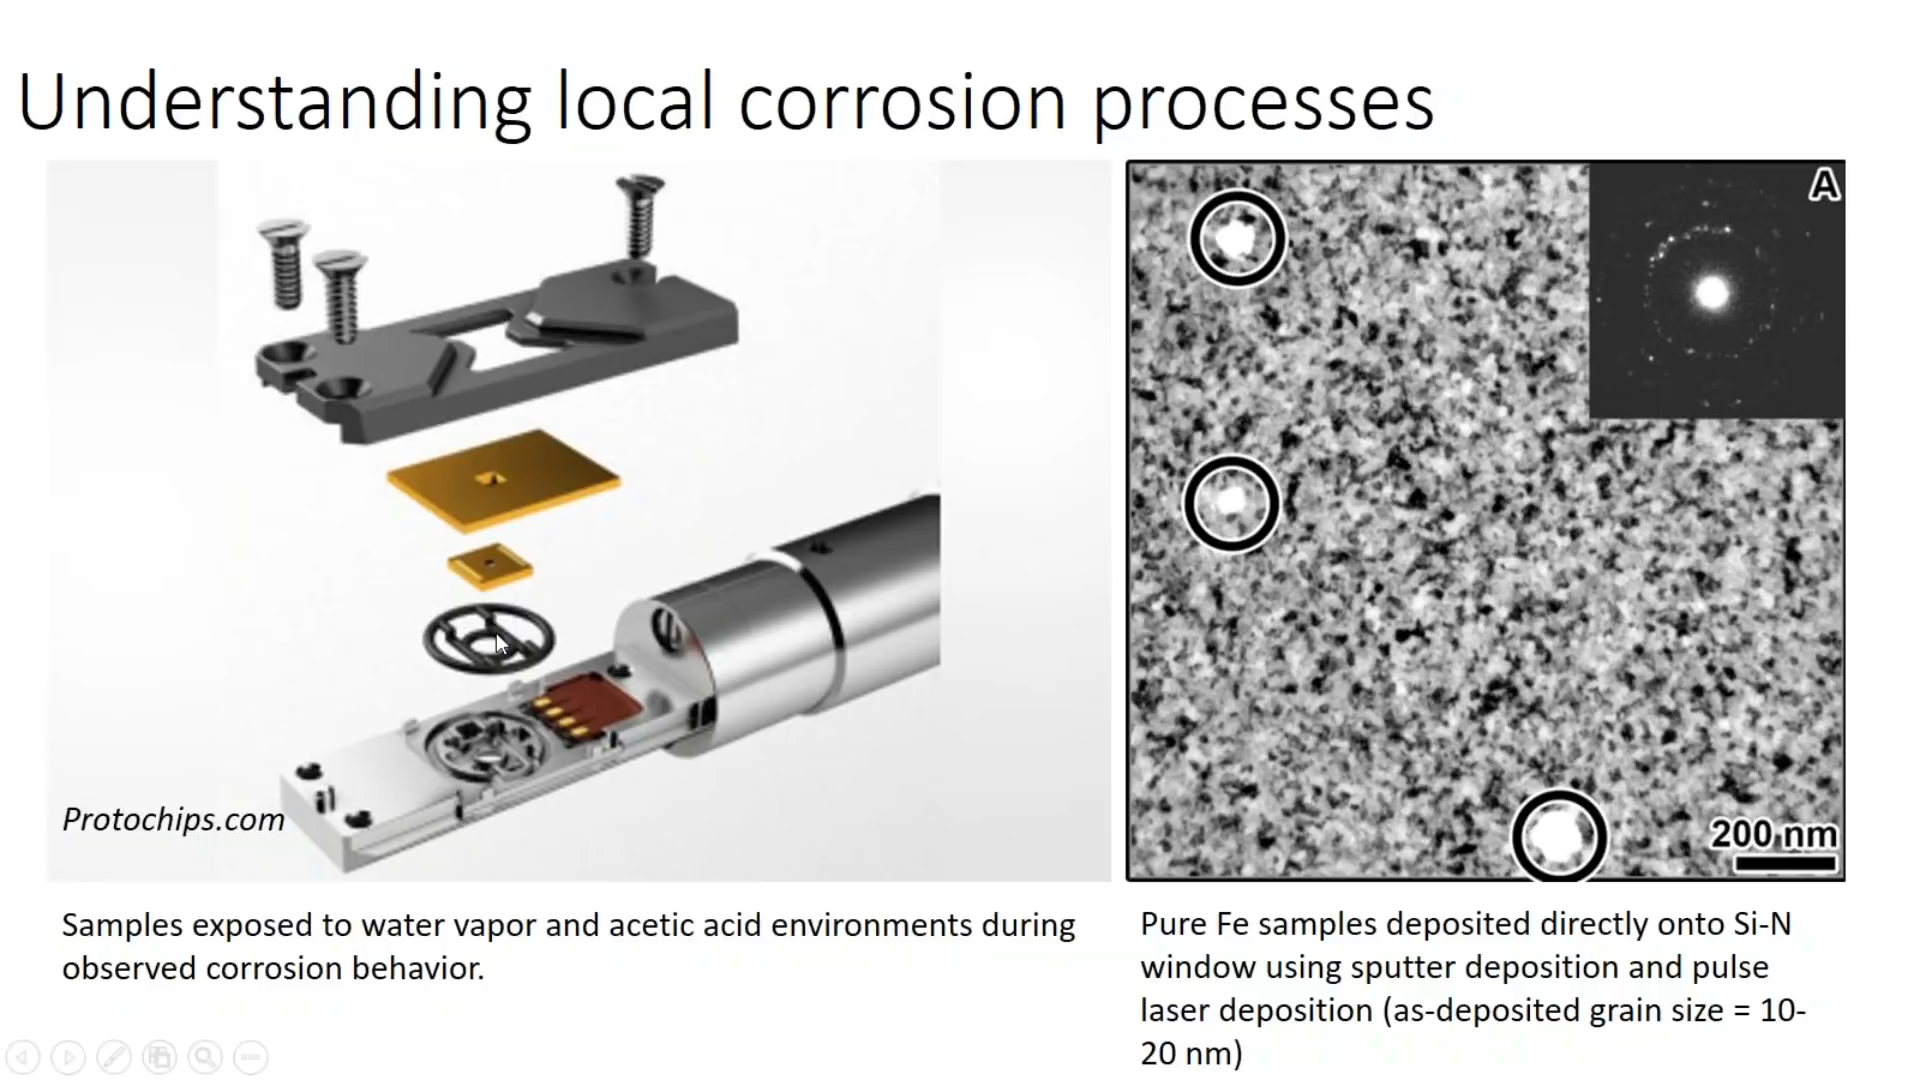 Understanding local corrosion processes
A
200 nm
Protochips.com
Samples exposed to water vapor and acetic acid environments during
observed corrosion behavior.
Pure Fe samples deposited directly onto Si-N
window using sputter deposition and pulse
laser deposition (as-deposited grain size = 10-
20 nm)